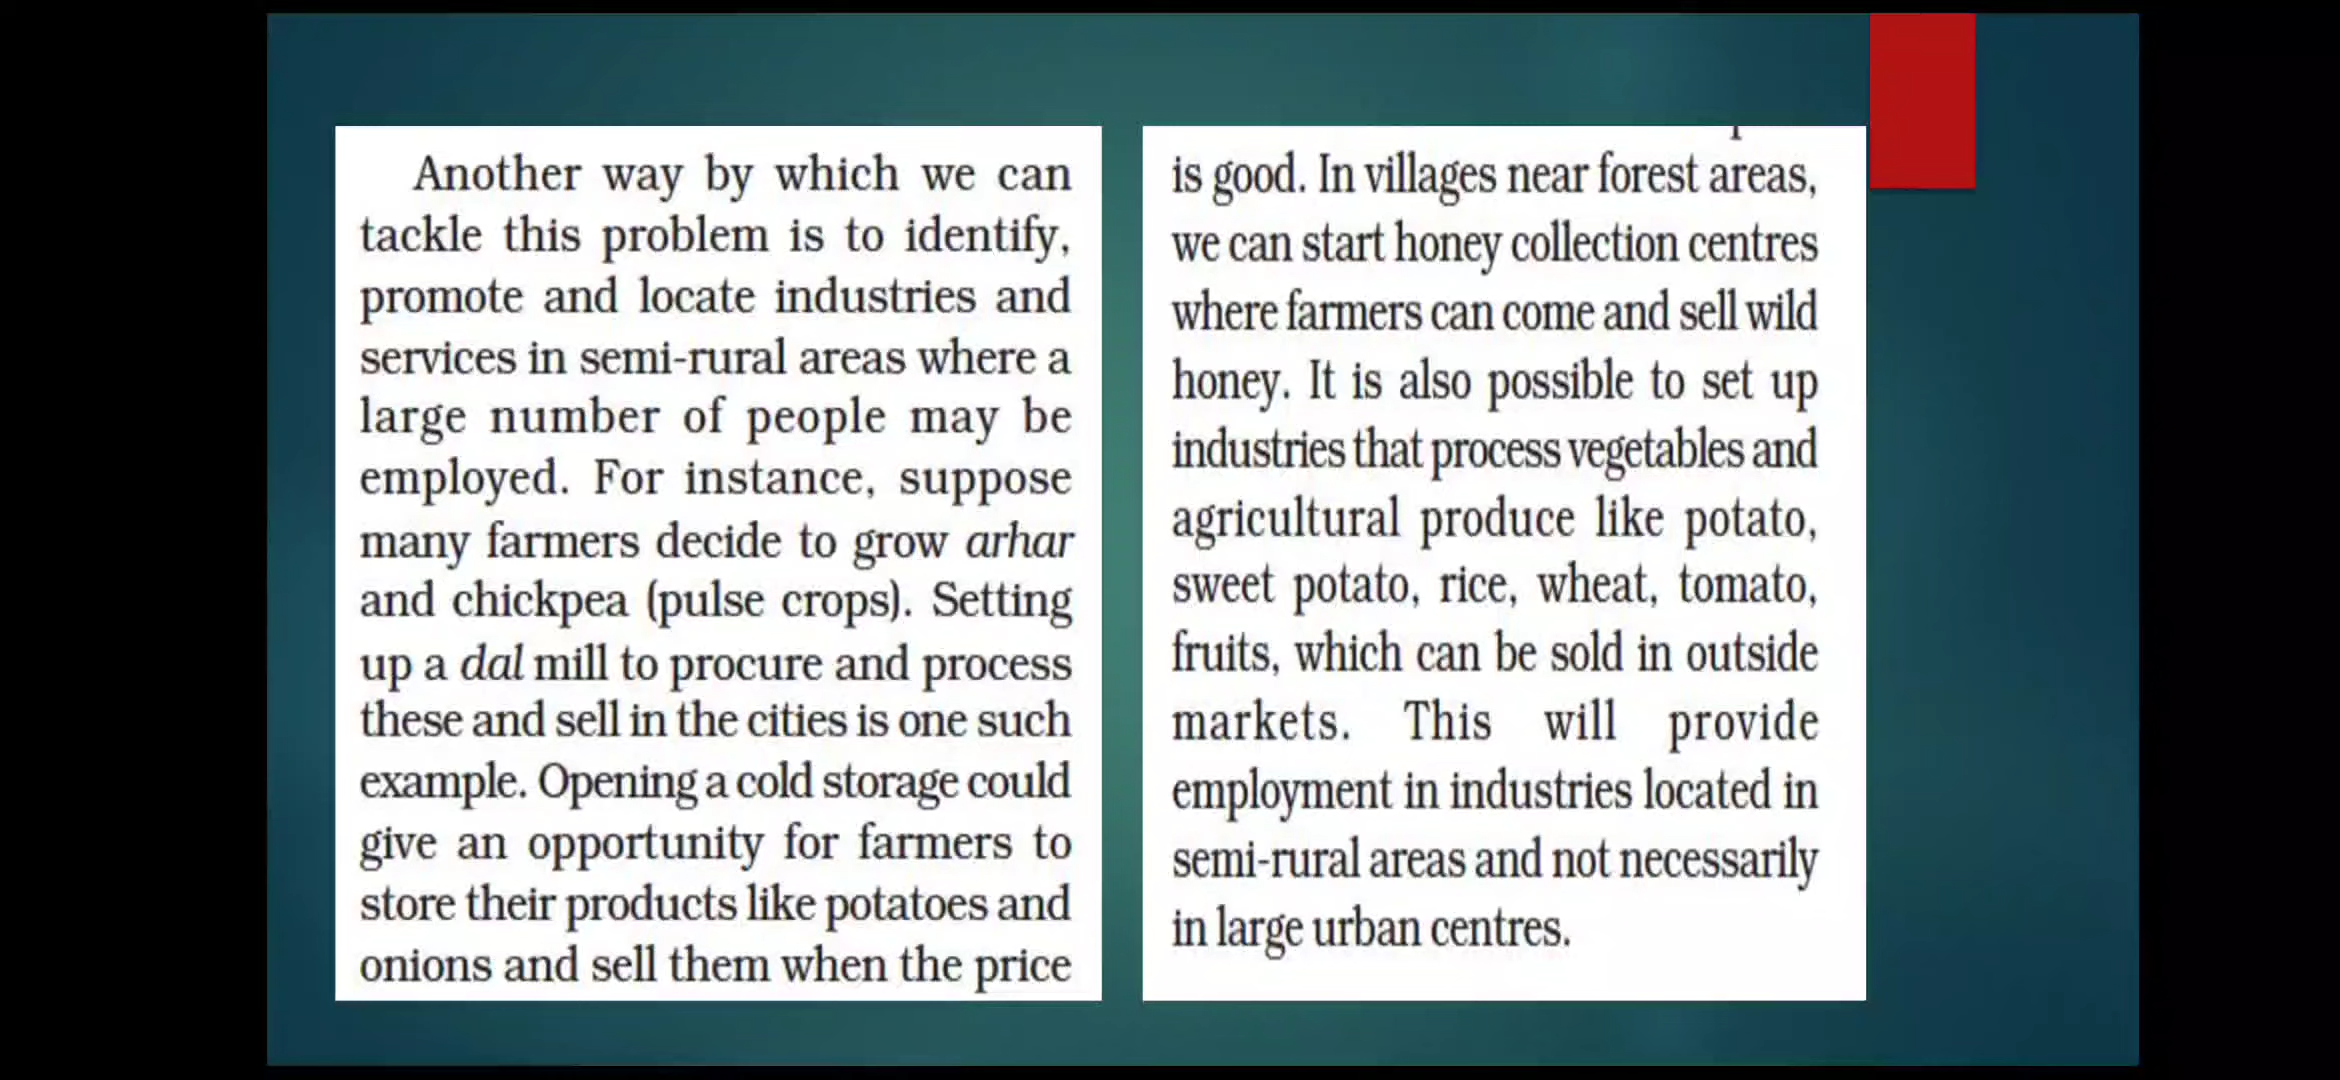 Another way by which we can
tackle this problem is to identify,
promote and locate industries and
services in semi-rural areas where a
large number of people may be
employed. For instance, suppose
many farmers decide to grow arhar
and chickpea (pulse crops). Setting
up a dal mill to procure and process
these and sell in the cities is one such
example. Opening a cold storage could
give an opportunity for farmers to
store their products like potatoes and
onions and sell them when the price
is good. In villages near forest areas,
we can start honey collection centres
where farmers can come and sell wild
honey. It is also possible to set up
industries that process vegetables and
agricultural produce like potato,
sweet potato, rice, wheat, tomato,
fruits, which can be sold in outside
markets. This will provide
employment in industries located in
semi-rural areas and not necessarily
in large urban centres.